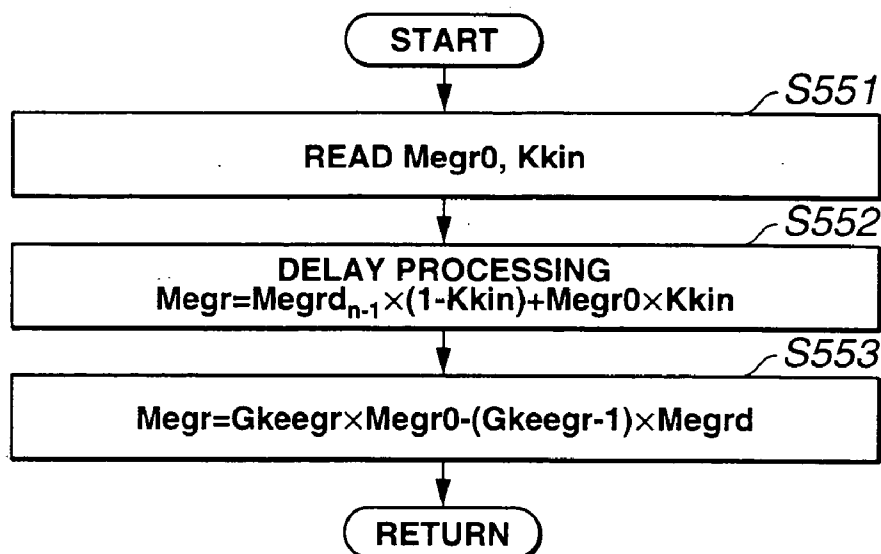 START
S551
READ Megr0, Kkin
S552
DELAY PROCESSING
Megr=Megrdₙ₋₁×(1-Kkin)+Megr0×Kkin
S553
Megr=Gkeegr×Megr0-(Gkeegr-1)×Megrd
RETURN